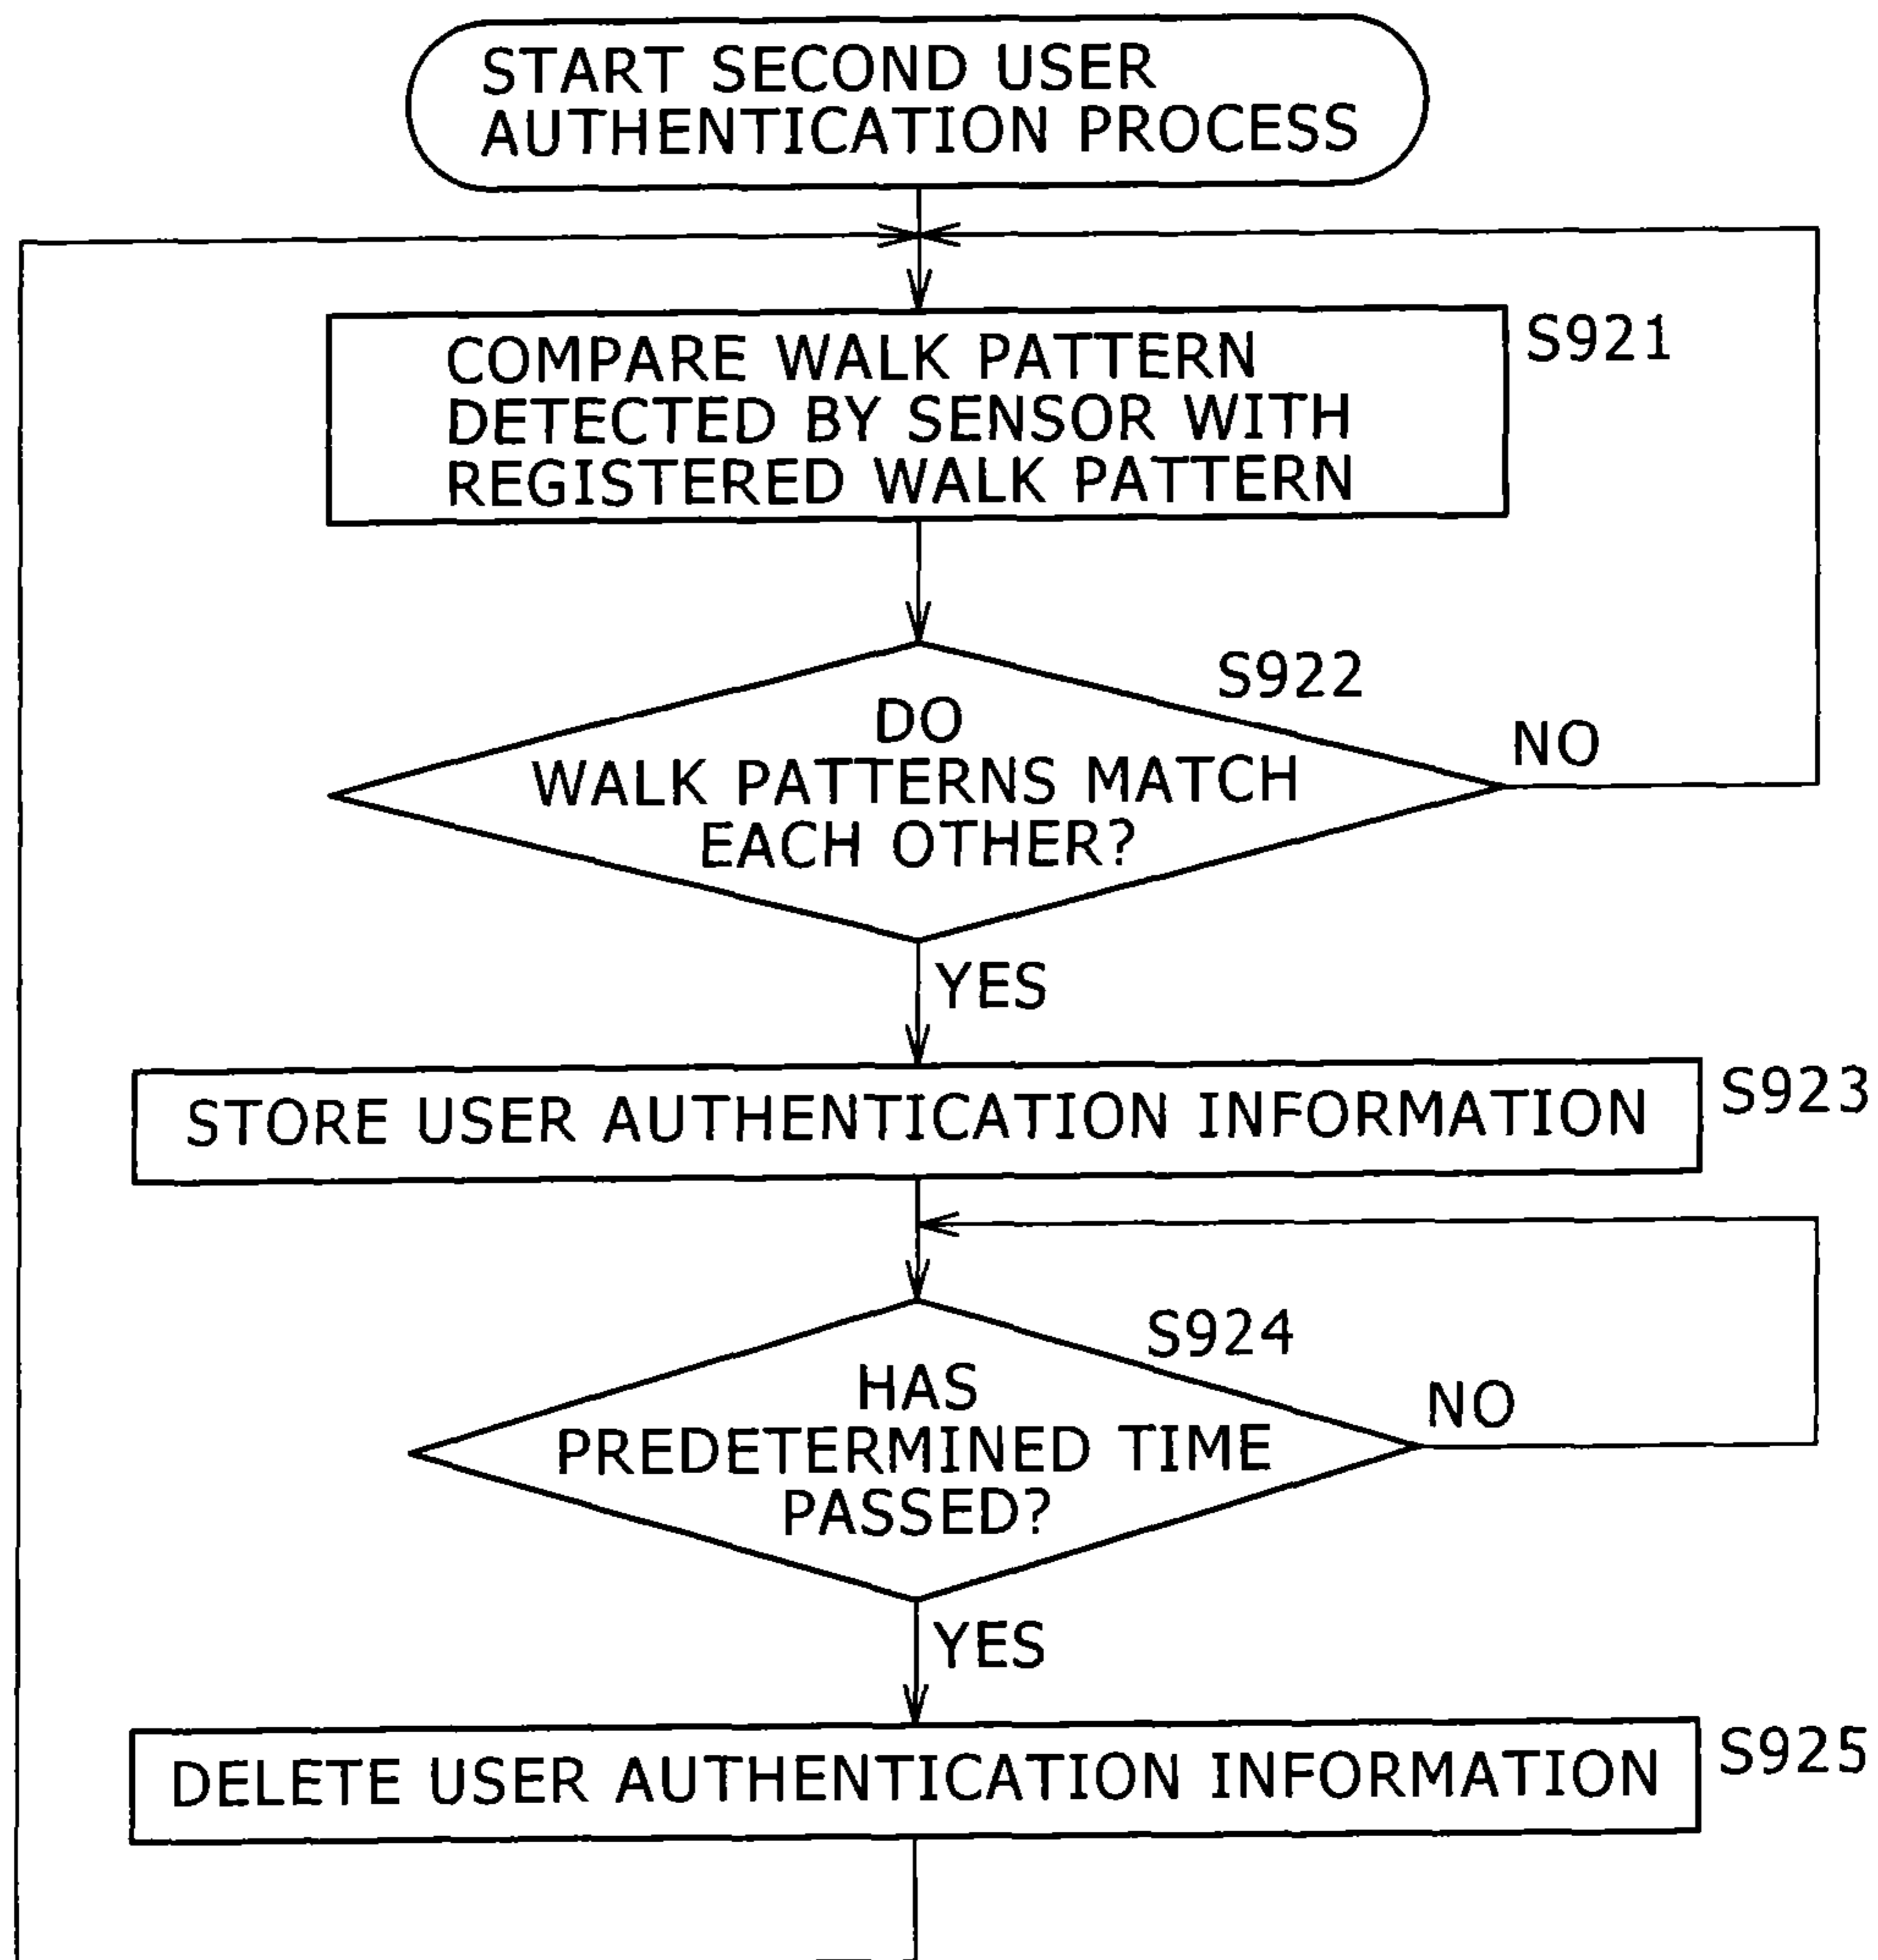 START SECOND USER
AUTHENTICATION PROCESS
COMPARE WALK PATTERN
DETECTED BY SENSOR WITH
REGISTERED WALK PATTERN
S921
DO
WALK PATTERNS MATCH
EACH OTHER?
S922
NO
YES
STORE USER AUTHENTICATION INFORMATION
S923
HAS
PREDETERMINED TIME
PASSED?
S924
NO
YES
DELETE USER AUTHENTICATION INFORMATION
S925